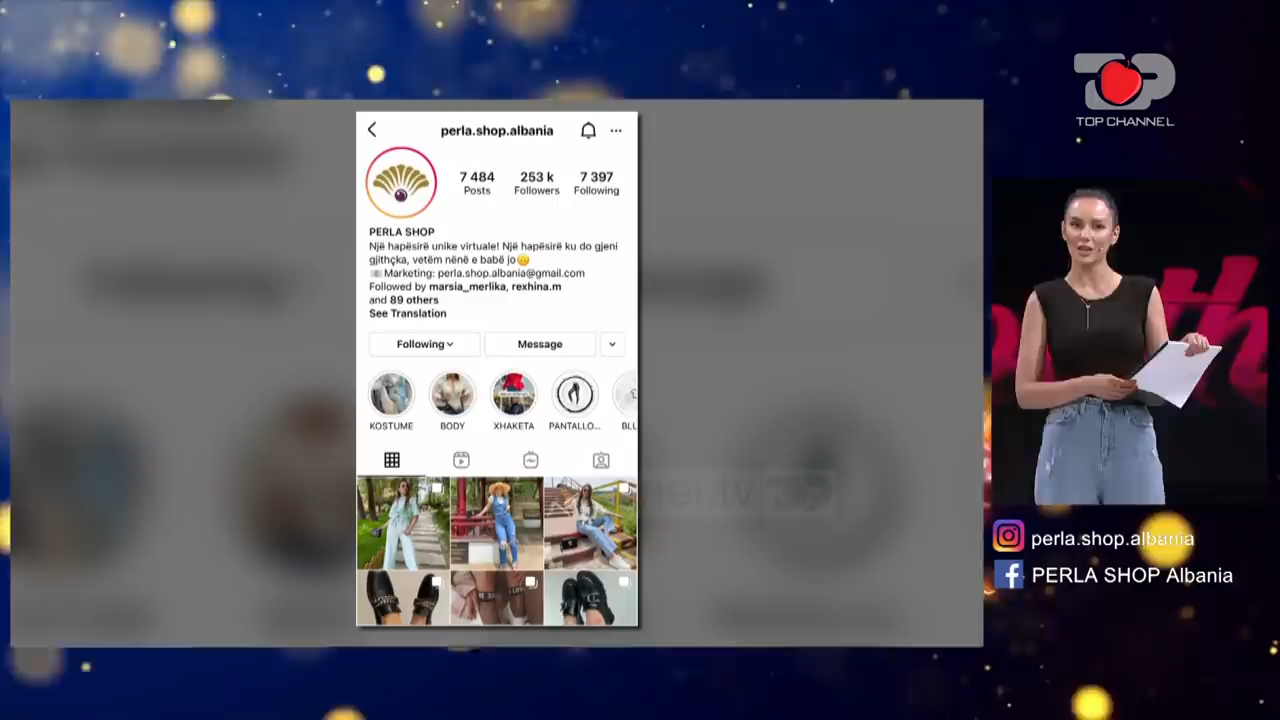 TOP CHANNEL
perla.shop.albania
7 484
Posts
253 k
Followers
7 397
Following
PERLA SHOP
Një hapësirë unike virtuale! Një hapësirë ku do gjeni
gjithçka, vetëm nënë e babë jo🙃
📧Marketing: perla.shop.albania@gmail.com
Followed by marsia_merlika, rexhina.m
and 89 others
See Translation
Following
Message
KOSTUME
BODY
XHAKETA
PANTALLO...
BLU
perla.shop.albania
PERLA SHOP Albania